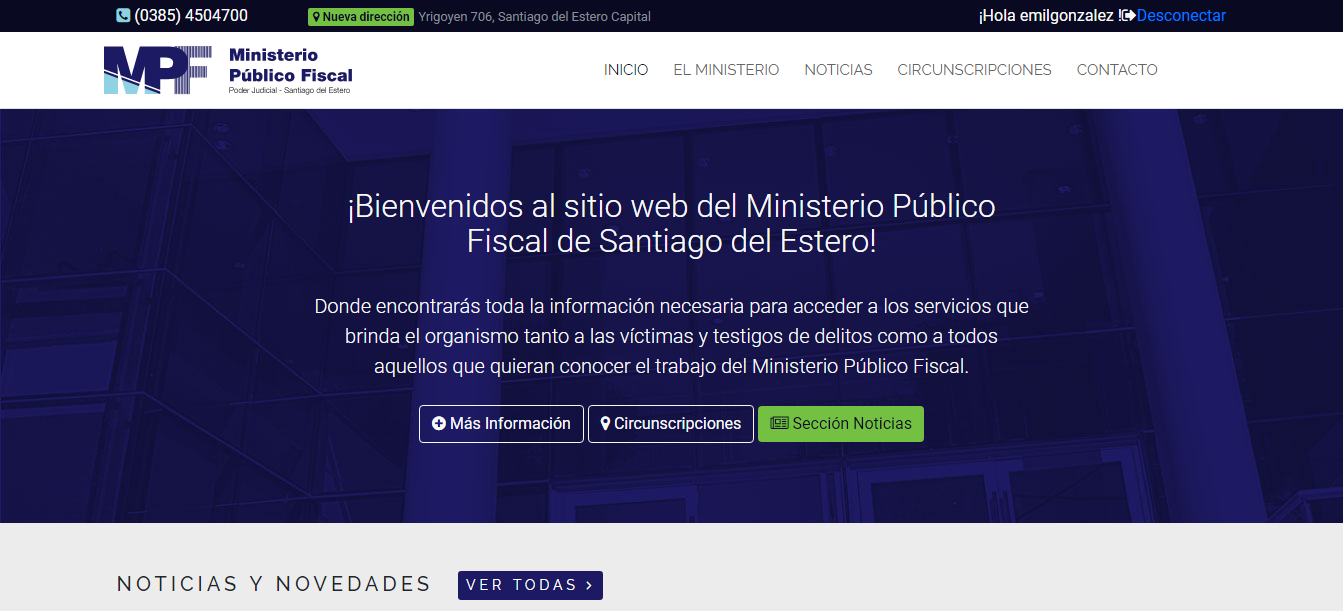 (0385) 4504700 Nueva dirección Yrigoyen 706, Santiago del Estero Capital ¡Hola emilgonzalez ! Desconectar
MPF Ministerio
Público Fiscal
Poder Judicial - Santiago del Estero
INICIO EL MINISTERIO NOTICIAS CIRCUNSCRIPCIONES CONTACTO
¡Bienvenidos al sitio web del Ministerio Público
Fiscal de Santiago del Estero!
Donde encontrarás toda la información necesaria para acceder a los servicios que
brinda el organismo tanto a las víctimas y testigos de delitos como a todos
aquellos que quieran conocer el trabajo del Ministerio Público Fiscal.
Más Información Circunscripciones Sección Noticias
NOTICIAS Y NOVEDADES VER TODAS >